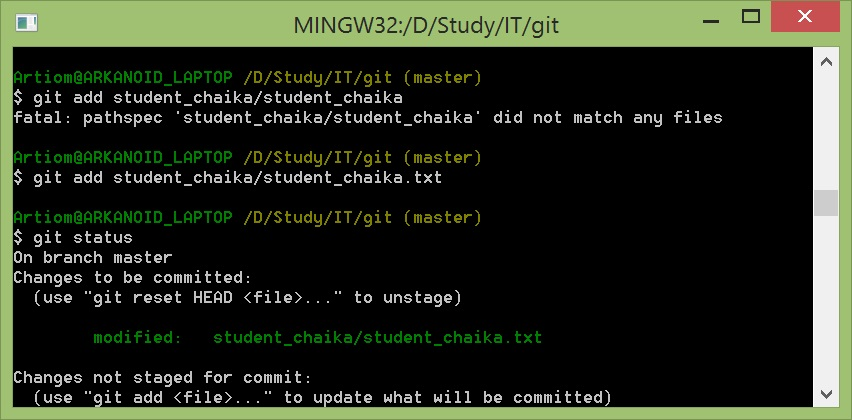 MINGW32:/D/Study/IT/git
Artiom@ARKANOID_LAPTOP /D/Study/IT/git (master)
$ git add student_chaika/student_chaika
fatal: pathspec 'student_chaika/student_chaika' did not match any files
Artiom@ARKANOID_LAPTOP /D/Study/IT/git (master)
$ git add student_chaika/student_chaika.txt
Artiom@ARKANOID_LAPTOP /D/Study/IT/git (master)
$ git status
On branch master
Changes to be committed:
  (use "git reset HEAD <file>..." to unstage)
        modified:   student_chaika/student_chaika.txt
Changes not staged for commit:
  (use "git add <file>..." to update what will be committed)